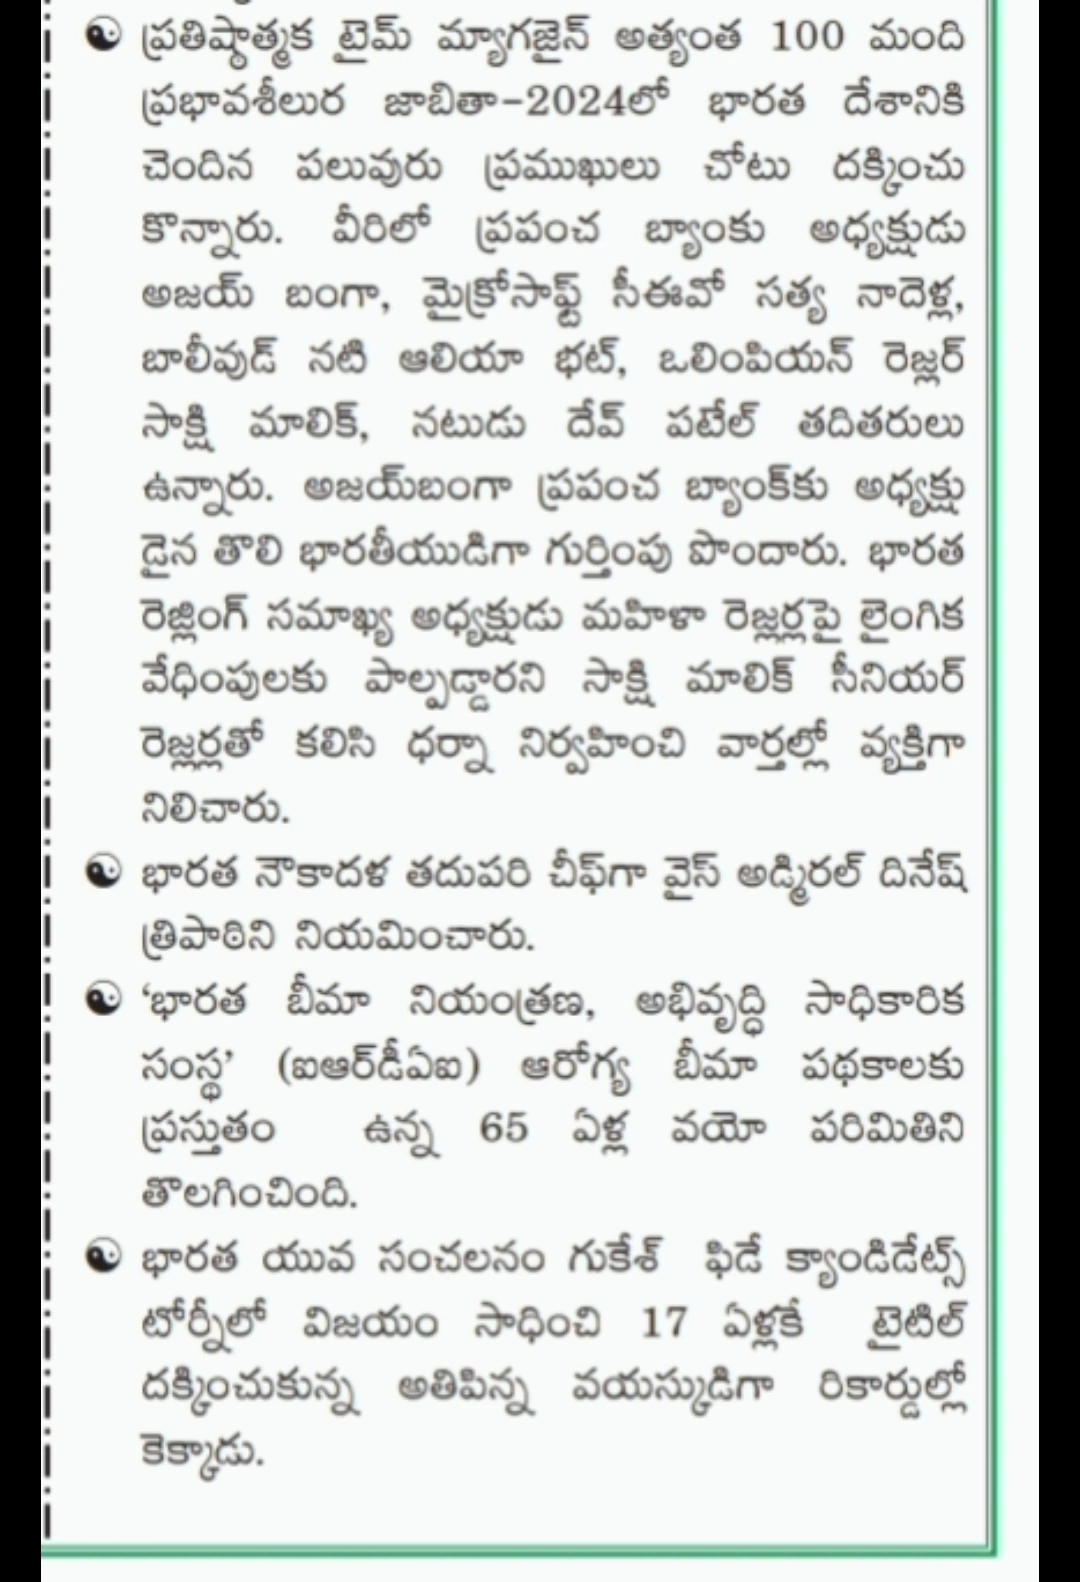 ప్రతిష్ఠాత్మక టైమ్ మ్యాగజైన్ అత్యంత 100 మంది
ప్రభావశీలుర జాబితా-2024లో భారత దేశానికి
చెందిన పలువురు ప్రముఖులు చోటు దక్కించు
కొన్నారు. వీరిలో ప్రపంచ బ్యాంకు అధ్యక్షుడు
అజయ్ బంగా, మైక్రోసాఫ్ట్ సీఈవో సత్య నాదెళ్ల,
బాలీవుడ్ నటి ఆలియా భట్, ఒలింపియన్ రెజ్లర్
సాక్షి మాలిక్, నటుడు దేవ్ పటేల్ తదితరులు
ఉన్నారు. అజయ్‌బంగా ప్రపంచ బ్యాంక్‌కు అధ్యక్షు
డైన తొలి భారతీయుడిగా గుర్తింపు పొందారు. భారత
రెజ్లింగ్ సమాఖ్య అధ్యక్షుడు మహిళా రెజ్లర్లపై లైంగిక
వేధింపులకు పాల్పడ్డారని సాక్షి మాలిక్ సీనియర్
రెజ్లర్లతో కలిసి ధర్నా నిర్వహించి వార్తల్లో వ్యక్తిగా
నిలిచారు.
భారత నౌకాదళ తదుపరి చీఫ్‌గా వైస్ అడ్మిరల్ దినేష్
త్రిపాఠిని నియమించారు.
‘భారత బీమా నియంత్రణ, అభివృద్ధి సాధికారిక
సంస్థ’ (ఐఆర్‌డీఏఐ) ఆరోగ్య బీమా పథకాలకు
ప్రస్తుతం ఉన్న 65 ఏళ్ల వయో పరిమితిని
తొలగించింది.
భారత యువ సంచలనం గుకేశ్ ఫిడే క్యాండిడేట్స్
టోర్నీలో విజయం సాధించి 17 ఏళ్లకే టైటిల్
దక్కించుకున్న అతిపిన్న వయస్కుడిగా రికార్డుల్లో
కెక్కాడు.